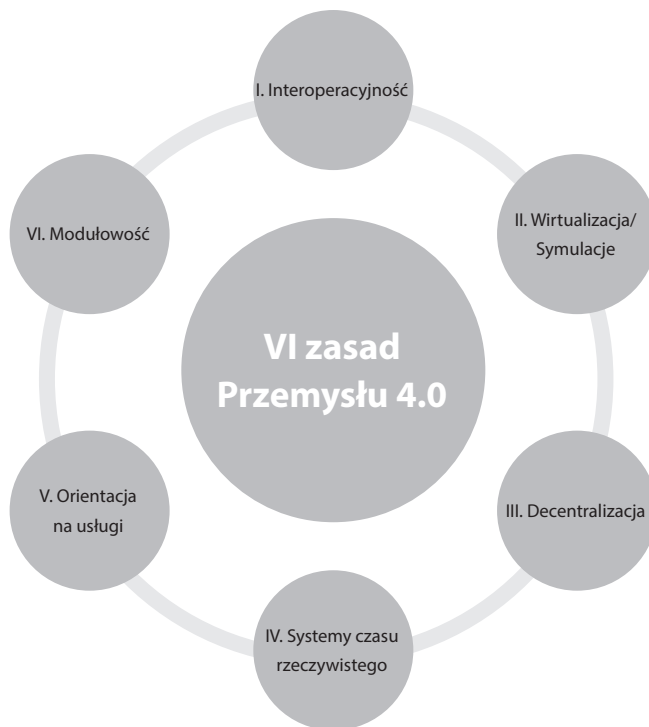 I. Interoperacyjność
II. Wirtualizacja/
Symulacje
III. Decentralizacja
IV. Systemy czasu
rzeczywistego
V. Orientacja
na usługi
VI. Modułowość
VI zasad
Przemysłu 4.0